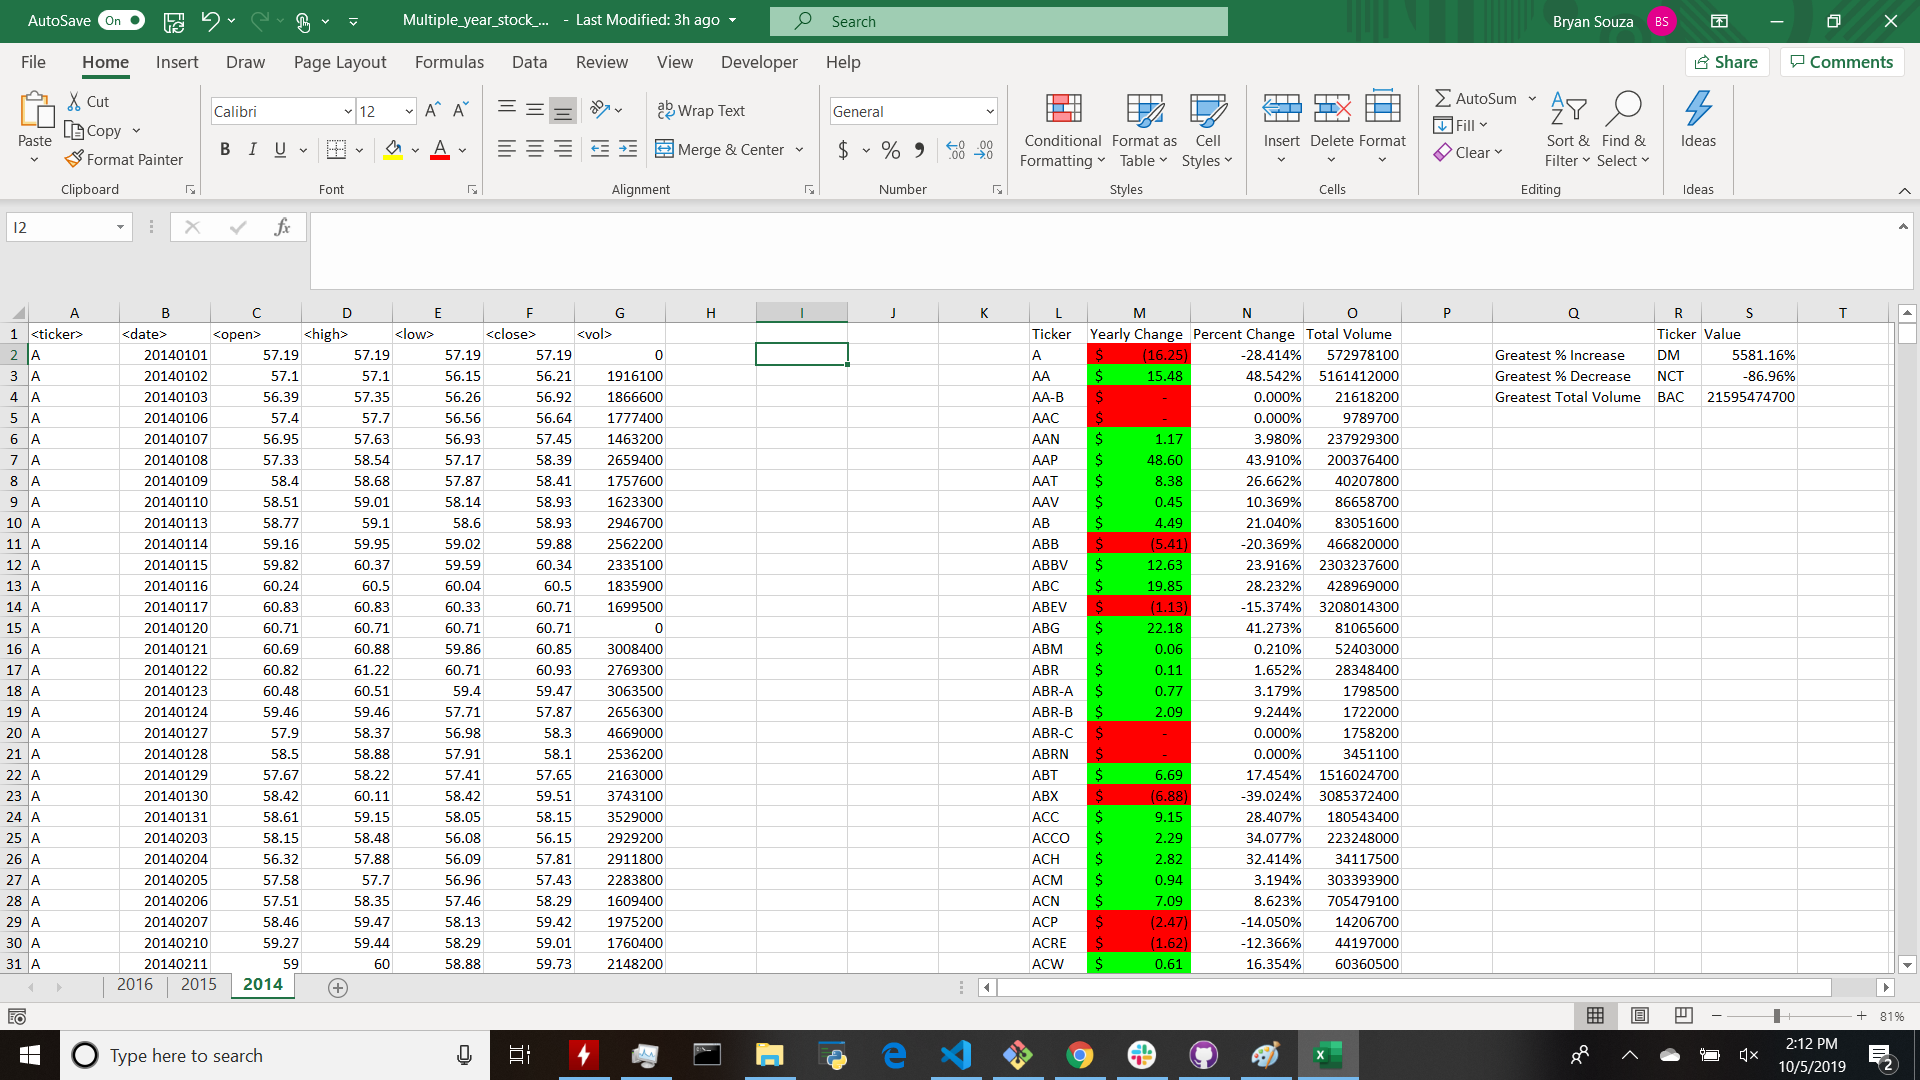 AutoSave On Multiple_year_stock_... - Last Modified: 3h ago Search Bryan Souza BS
File Home Insert Draw Page Layout Formulas Data Review View Developer Help Share Comments
Paste Cut Copy Format Painter Clipboard
Calibri 12 B I U A Font
Wrap Text Merge & Center Alignment
General $ % Number
Conditional Formatting Format as Table Cell Styles Styles
Insert Delete Format Cells
AutoSum Fill Clear Sort & Filter Find & Select Editing
Ideas Ideas
I2 fx
A B C D E F G H I J K L M N O P Q R S T
1 <ticker> <date> <open> <high> <low> <close> <vol> Ticker Yearly Change Percent Change Total Volume Ticker Value
2 A 20140101 57.19 57.19 57.19 57.19 0 A $ (16.25) -28.414% 572978100 Greatest % Increase DM 5581.16%
3 A 20140102 57.1 57.1 56.15 56.21 1916100 AA $ 15.48 48.542% 5161412000 Greatest % Decrease NCT -86.96%
4 A 20140103 56.39 57.35 56.26 56.92 1866600 AA-B $ - 0.000% 21618200 Greatest Total Volume BAC 21595474700
5 A 20140106 57.4 57.7 56.56 56.64 1777400 AAC $ - 0.000% 9789700
6 A 20140107 56.95 57.63 56.93 57.45 1463200 AAN $ 1.17 3.980% 237929300
7 A 20140108 57.33 58.54 57.17 58.39 2659400 AAP $ 48.60 43.910% 200376400
8 A 20140109 58.4 58.68 57.87 58.41 1757600 AAT $ 8.38 26.662% 40207800
9 A 20140110 58.51 59.01 58.14 58.93 1623300 AAV $ 0.45 10.369% 86658700
10 A 20140113 58.77 59.1 58.6 58.93 2946700 AB $ 4.49 21.040% 83051600
11 A 20140114 59.16 59.95 59.02 59.88 2562200 ABB $ (5.41) -20.369% 466820000
12 A 20140115 59.82 60.37 59.59 60.34 2335100 ABBV $ 12.63 23.916% 2303237600
13 A 20140116 60.24 60.5 60.04 60.5 1835900 ABC $ 19.85 28.232% 428969000
14 A 20140117 60.83 60.83 60.33 60.71 1699500 ABEV $ (1.13) -15.374% 3208014300
15 A 20140120 60.71 60.71 60.71 60.71 0 ABG $ 22.18 41.273% 81065600
16 A 20140121 60.69 60.88 59.86 60.85 3008400 ABM $ 0.06 0.210% 52403000
17 A 20140122 60.82 61.22 60.71 60.93 2769300 ABR $ 0.11 1.652% 28348400
18 A 20140123 60.48 60.51 59.4 59.47 3063500 ABR-A $ 0.77 3.179% 1798500
19 A 20140124 59.46 59.46 57.71 57.87 2656300 ABR-B $ 2.09 9.244% 1722000
20 A 20140127 57.9 58.37 56.98 58.3 4669000 ABR-C $ - 0.000% 1758200
21 A 20140128 58.5 58.88 57.91 58.1 2536200 ABRN $ - 0.000% 3451100
22 A 20140129 57.67 58.22 57.41 57.65 2163000 ABT $ 6.69 17.454% 1516024700
23 A 20140130 58.42 60.11 58.42 59.51 3743100 ABX $ (6.88) -39.024% 3085372400
24 A 20140131 58.61 59.15 58.05 58.15 3529000 ACC $ 9.15 28.407% 180543400
25 A 20140203 58.15 58.48 56.08 56.15 2929200 ACCO $ 2.29 34.077% 223248000
26 A 20140204 56.32 57.88 56.09 57.81 2911800 ACH $ 2.82 32.414% 34117500
27 A 20140205 57.58 57.7 56.96 57.43 2283800 ACM $ 0.94 3.194% 303393900
28 A 20140206 57.51 58.35 57.46 58.29 1609400 ACN $ 7.09 8.623% 705479100
29 A 20140207 58.46 59.47 58.13 59.42 1975200 ACP $ (2.47) -14.050% 14206700
30 A 20140210 59.27 59.44 58.29 59.01 1760400 ACRE $ (1.62) -12.366% 44197000
31 A 20140211 59 60 58.88 59.73 2148200 ACW $ 0.61 16.354% 60360500
2016 2015 2014
81%
Type here to search 2:12 PM
10/5/2019 2